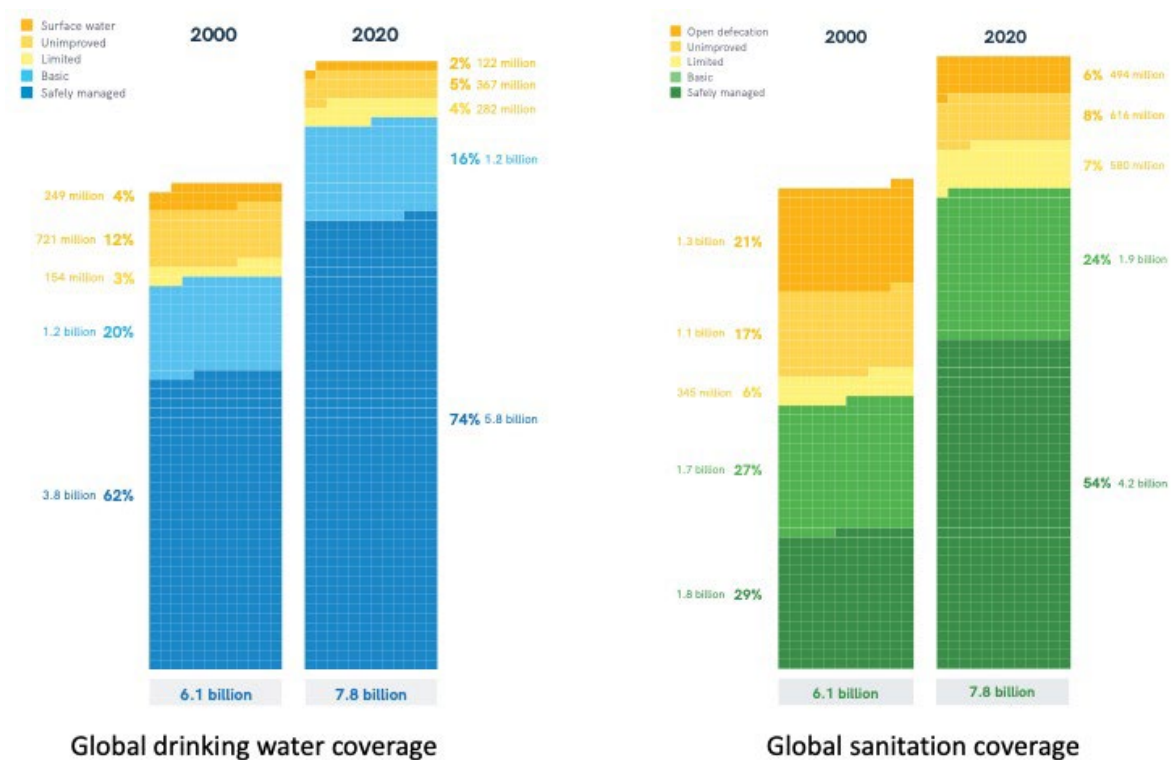 Surface water
Unimproved
Limited
Basic
Safely managed
2000
2020
249 million 4%
721 million 12%
154 million 3%
1.2 billion 20%
3.8 billion 62%
2% 122 million
5% 367 million
4% 282 million
16% 1.2 billion
74% 5.8 billion
6.1 billion
7.8 billion
Global drinking water coverage
Open defecation
Unimproved
Limited
Basic
Safely managed
2000
2020
1.3 billion 21%
1.1 billion 17%
345 million 6%
1.7 billion 27%
1.8 billion 29%
6% 494 million
8% 616 million
7% 580 million
24% 1.9 billion
54% 4.2 billion
6.1 billion
7.8 billion
Global sanitation coverage